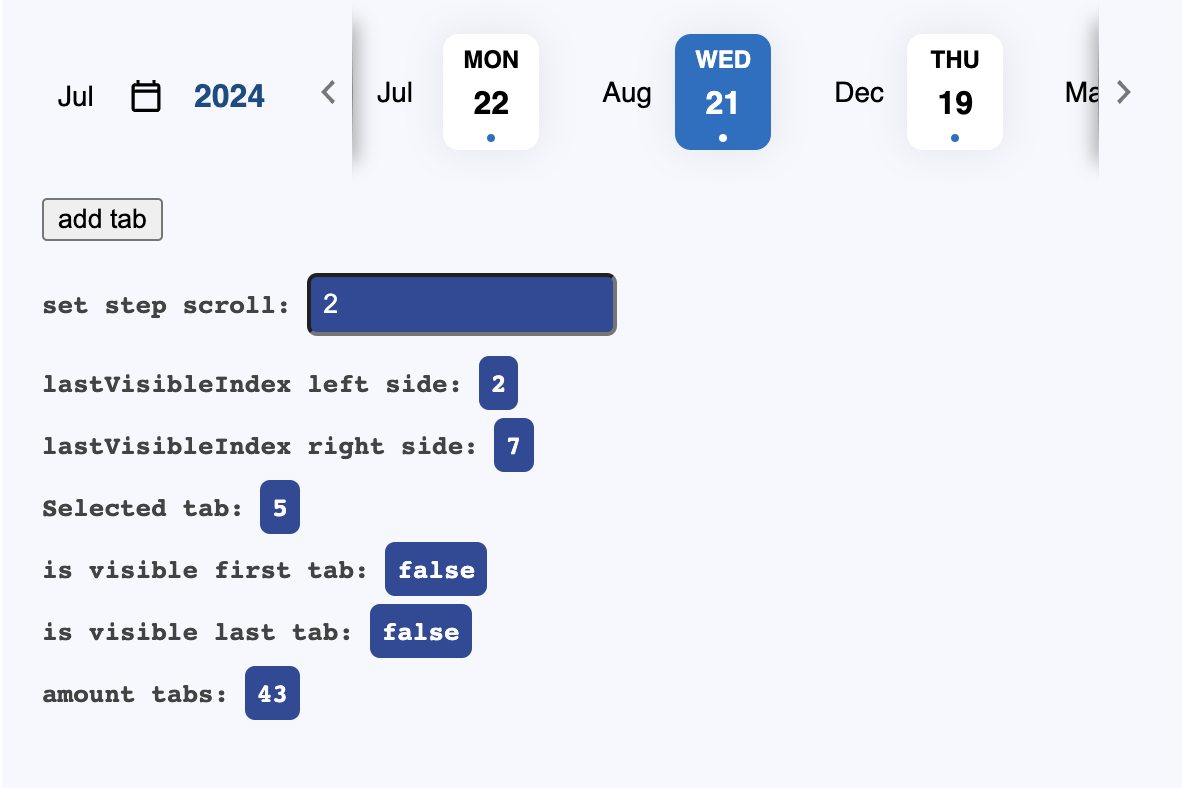 Jul 2024 Jul MON 22 Aug WED 21 Dec THU 19 Ma
add tab
set step scroll: 2
lastVisibleIndex left side: 2
lastVisibleIndex right side: 7
Selected tab: 5
is visible first tab: false
is visible last tab: false
amount tabs: 43